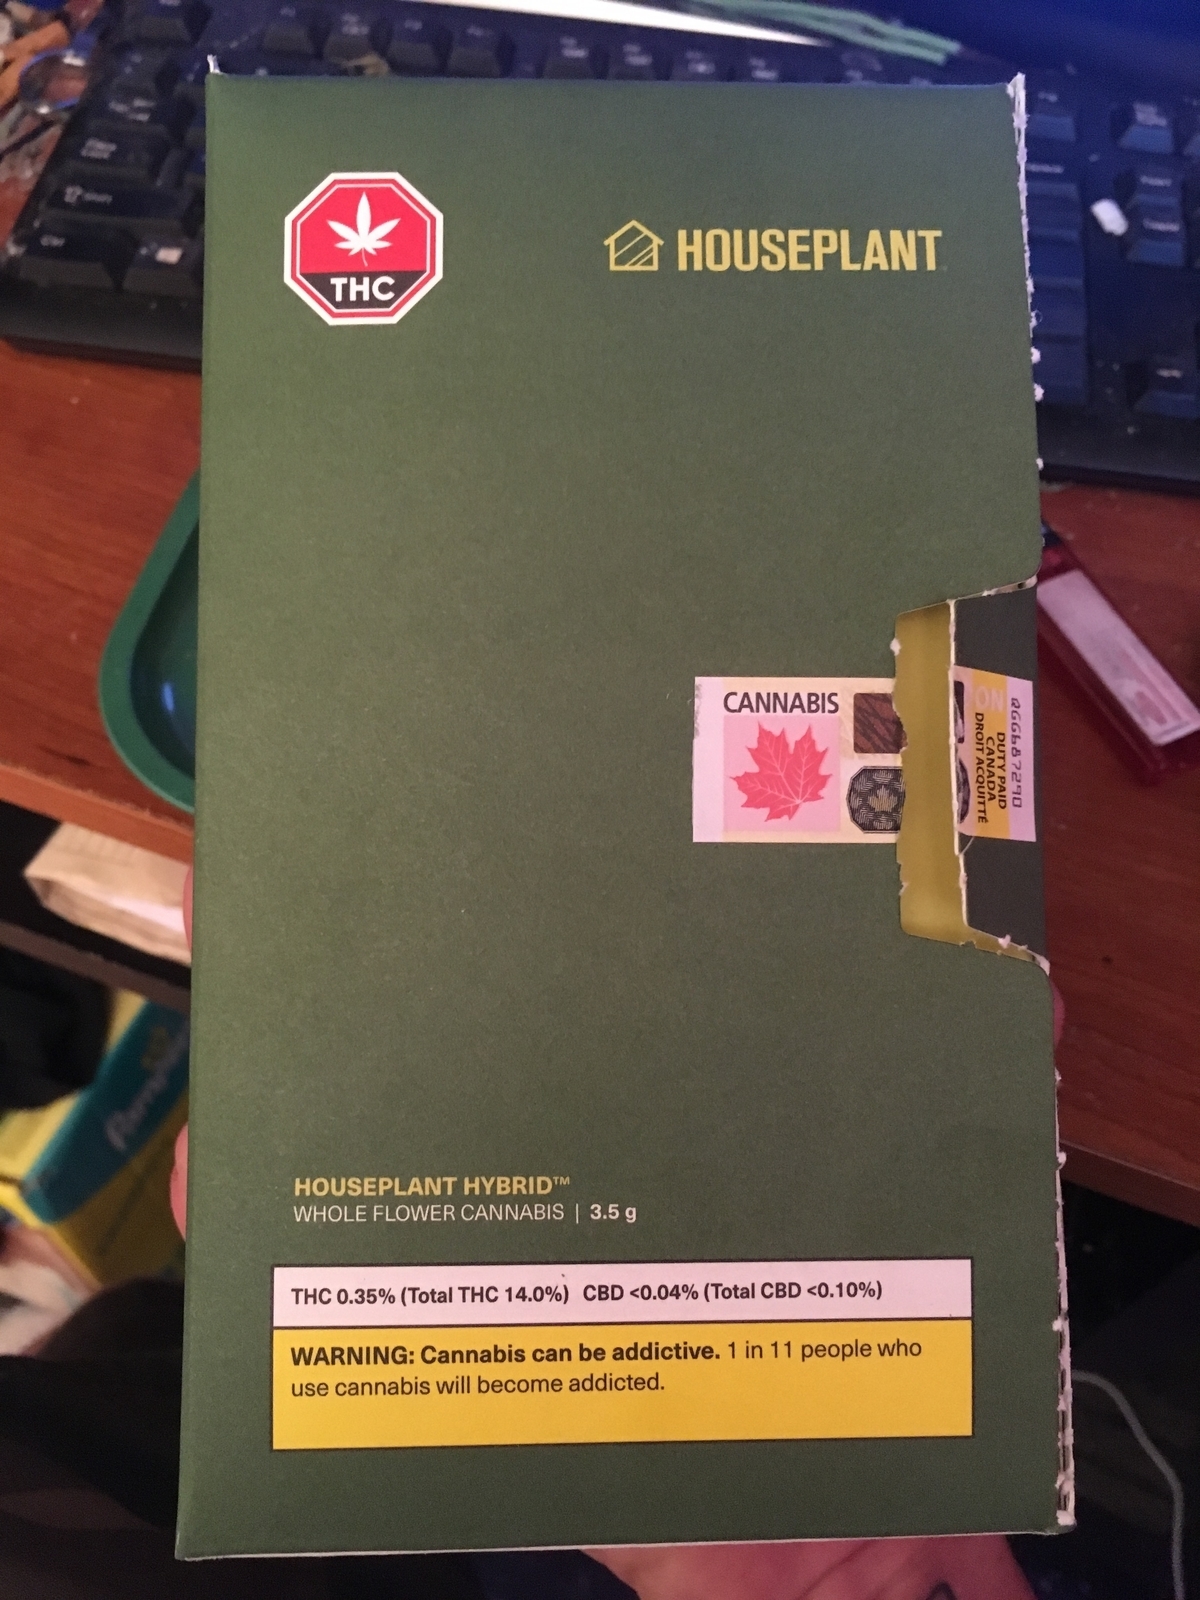 THC
HOUSEPLANT
CANNABIS
ON
DUTY PAID
CANADA
DROIT ACQUITTÉ
HOUSEPLANT HYBRID™
WHOLE FLOWER CANNABIS | 3.5 g
THC 0.35% (Total THC 14.0%) CBD <0.04% (Total CBD <0.10%)
WARNING: Cannabis can be addictive. 1 in 11 people who
use cannabis will become addicted.